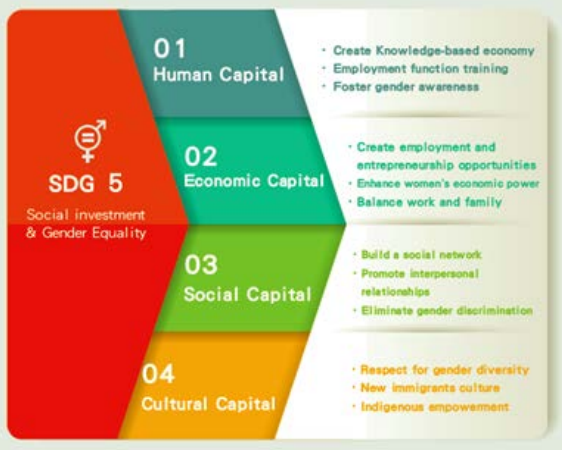 SDG 5
Social investment
& Gender Equality
01
Human Capital
· Create Knowledge-based economy
· Employment function training
· Foster gender awareness
02
Economic Capital
· Create employment and
entrepreneurship opportunities
· Enhance women's economic power
· Balance work and family
03
Social Capital
· Build a social network
· Promote interpersonal
relationships
· Eliminate gender discrimination
04
Cultural Capital
· Respect for gender diversity
· New immigrants culture
· Indigenous empowerment